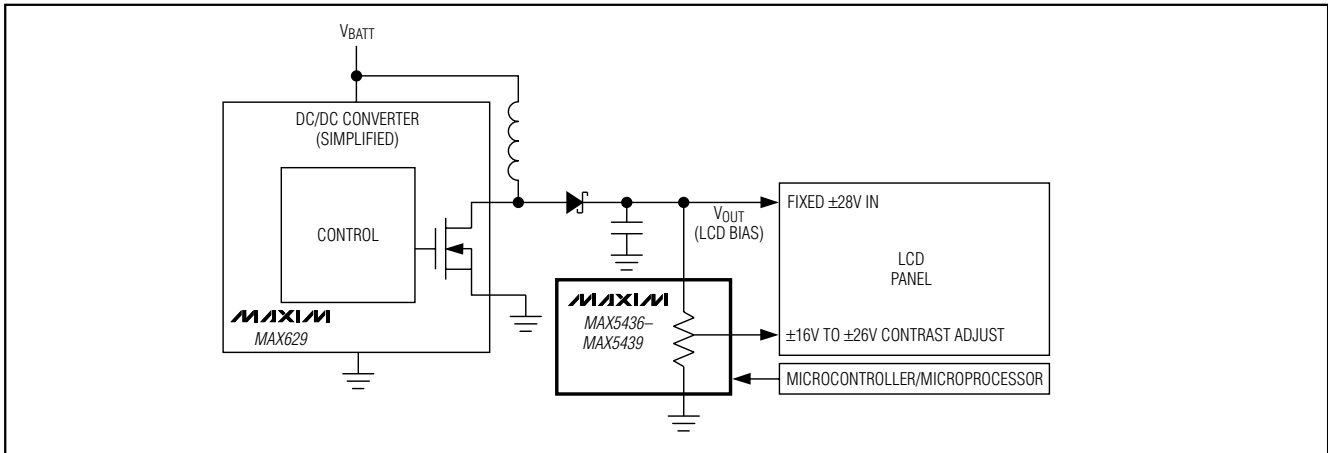 VBATT
DC/DC CONVERTER
(SIMPLIFIED)
CONTROL
MAXIM
MAX629
VOUT
(LCD BIAS)
MAXIM
MAX5436–
MAX5439
FIXED ±28V IN
LCD
PANEL
±16V TO ±26V CONTRAST ADJUST
MICROCONTROLLER/MICROPROCESSOR